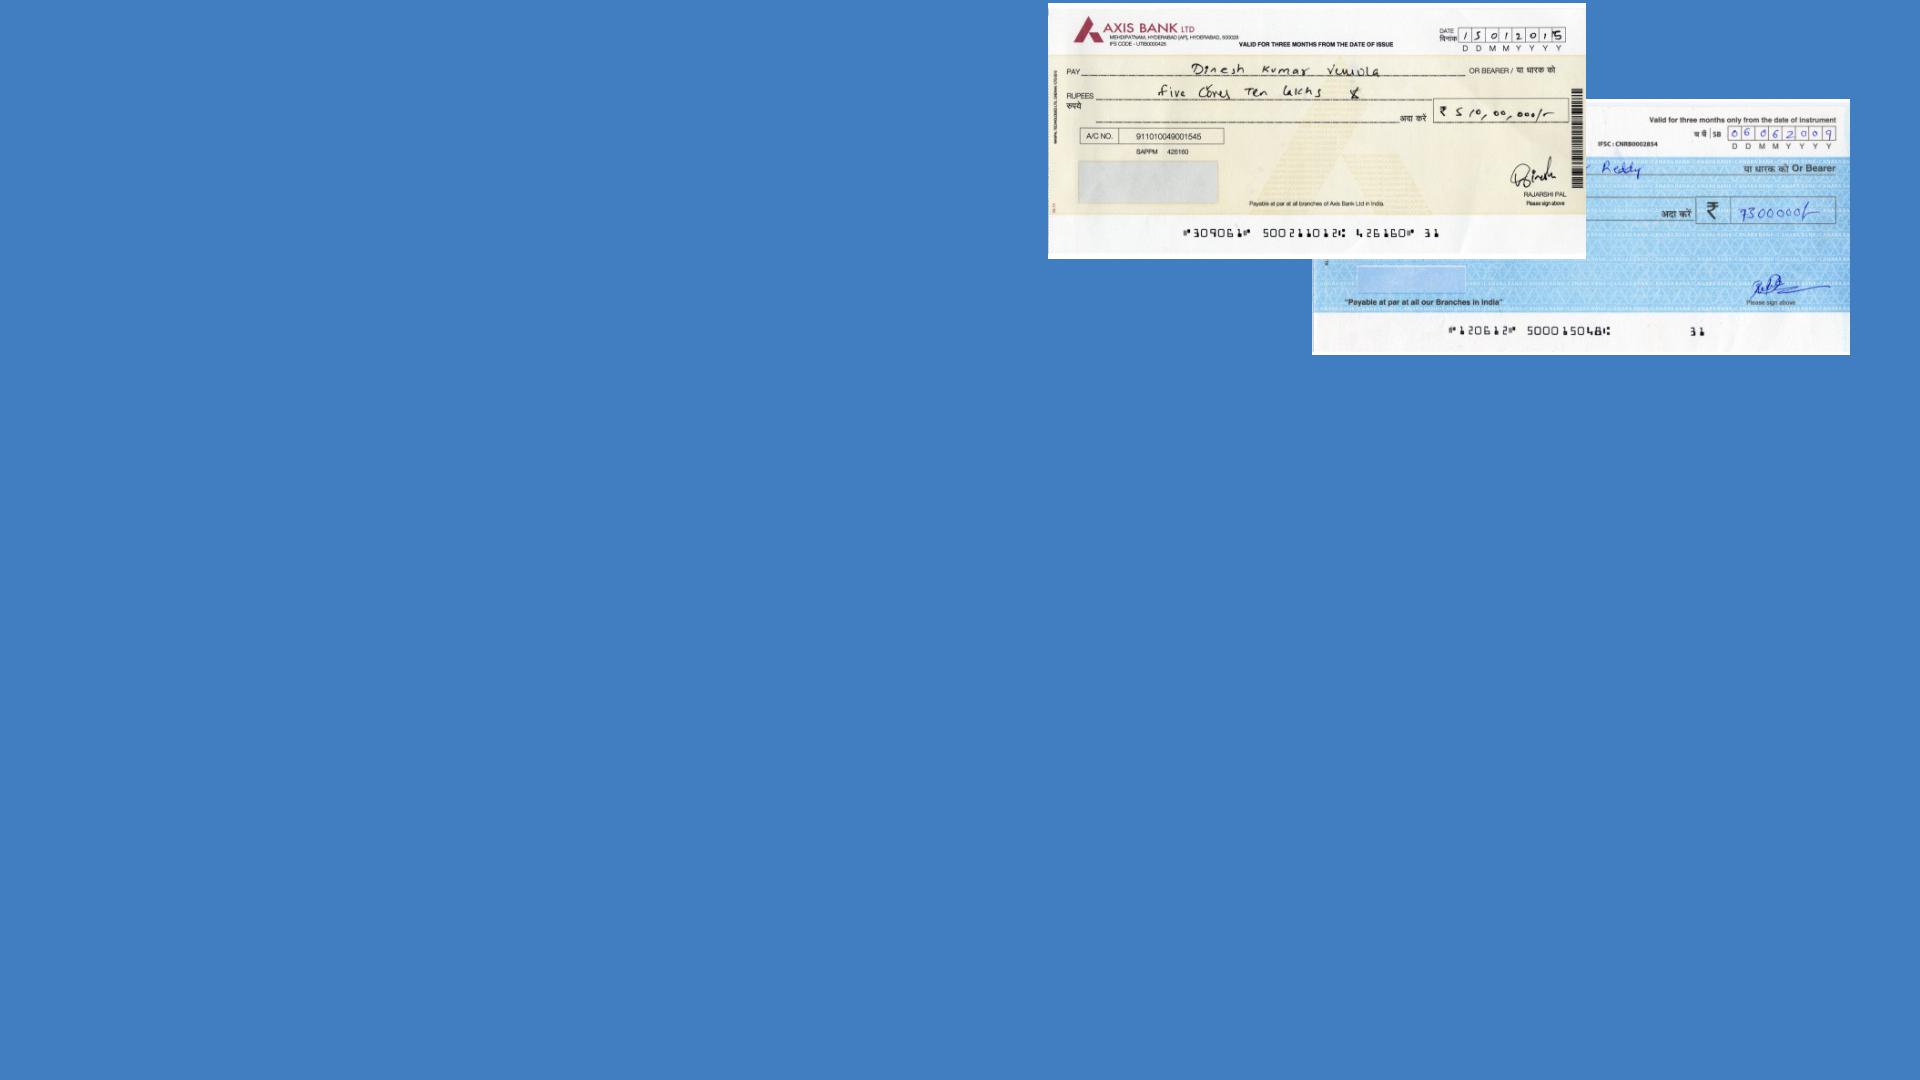 AXIS BANK LTD
MEHDIPATNAM, HYDERABAD (AP), HYDERABAD, 500028
IFS CODE - UTIB0000425
VALID FOR THREE MONTHS FROM THE DATE OF ISSUE
DATE
दिनांक
1 5 0 1 2 0 1 5
D D M M Y Y Y Y
PAY Dinesh Kumar OR BEARER / या धारक को
RUPEES Five Cores Ten lakhs
रुपये
अदा करें ₹ 5 10, 00, 000/-
A/C NO. 911010049001545
SAPPM 426160
RAJARSHI PAL
Please sign above
Payable at par at all branches of Axis Bank Ltd in India.
⑈309061⑈ 500211012⑆ 426160⑈ 31
Valid for three months only from the date of instrument
SB 0 6 0 6 2 0 0 9
D D M M Y Y Y Y
IFSC : CNRB0002854
Reddy या धारक को Or Bearer
अदा करें ₹ 7300000/-
"Payable at par at all our Branches in India"
Please sign above
⑈120612⑈ 500015048⑆ 31